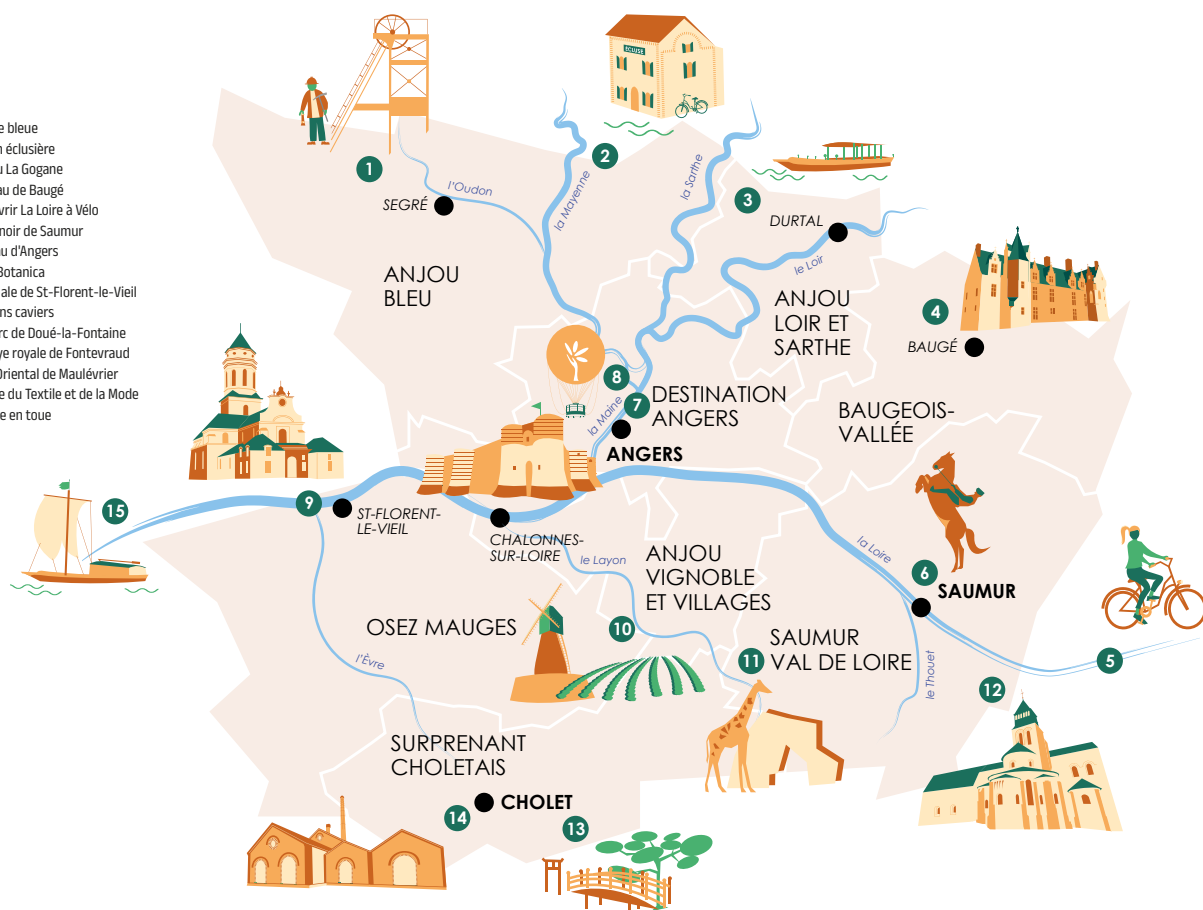 e bleue
n éclusière
u La Gogane
au de Baugé
vrir La Loire à Vélo
noir de Saumur
au d'Angers
Botanica
ale de St-Florent-le-Vieil
ns caviers
rc de Doué-la-Fontaine
ye royale de Fontevraud
Oriental de Maulévrier
e du Textile et de la Mode
e en toue
ÉCLUSE
1
2
3
4
la Mayenne
la Sarthe
l'Oudon
SEGRÉ
DURTAL
le Loir
ANJOU
BLEU
ANJOU
LOIR ET
SARTHE
BAUGÉ
8
7
la Maine
DESTINATION
ANGERS
ANGERS
BAUGEOIS-
VALLÉE
15
9
ST-FLORENT-
LE-VIEIL
CHALONNES-
SUR-LOIRE
le Layon
ANJOU
VIGNOBLE
ET VILLAGES
la Loire
6
SAUMUR
OSEZ MAUGES
10
l'Èvre
11
SAUMUR
VAL DE LOIRE
le Thouet
5
12
SURPRENANT
CHOLETAIS
14
CHOLET
13